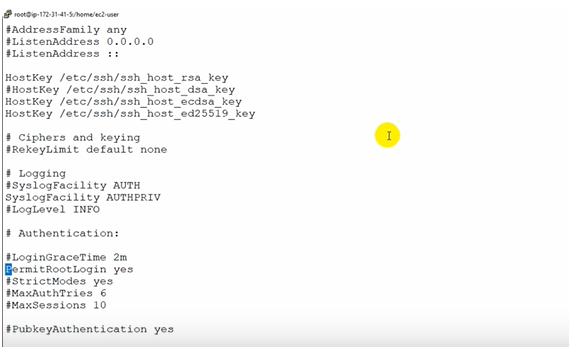 root@ip-172-31-41-5:/home/ec2-user
#AddressFamily any
#ListenAddress 0.0.0.0
#ListenAddress ::
HostKey /etc/ssh/ssh_host_rsa_key
#HostKey /etc/ssh/ssh_host_dsa_key
HostKey /etc/ssh/ssh_host_ecdsa_key
HostKey /etc/ssh/ssh_host_ed25519_key
# Ciphers and keying
#RekeyLimit default none
# Logging
#SyslogFacility AUTH
SyslogFacility AUTHPRIV
#LogLevel INFO
# Authentication:
#LoginGraceTime 2m
PermitRootLogin yes
#StrictModes yes
#MaxAuthTries 6
#MaxSessions 10
#PubkeyAuthentication yes